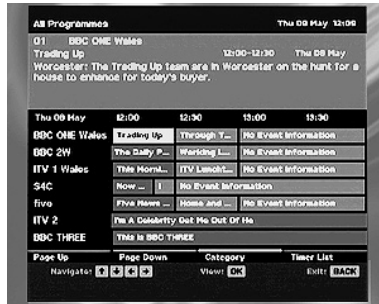 All Programmes Thu 08 May 12:09
01 BBC ONE Wales
Trading Up 12:00-12:30 Thu 08 May
Worcester: The Trading Up team are in Worcester on the hunt for a
house to enhance for today's buyer.
Thu 08 May 12:00 12:30 13:00 13:30
BBC ONE Wales Trading Up Through T... No Event Information
BBC 2W The Daily P... Working L... No Event Information
ITV 1 Wales This Morni... ITV Luncht... No Event Information
S4C Now ... I No Event Information
five Five News ... Home and ... No Event Information
ITV 2 I'm A Celebrity Get Me Out Of He
BBC THREE This is BBC THREE
Page Up Page Down Category Timer List
Navigate: View: OK Exit: BACK